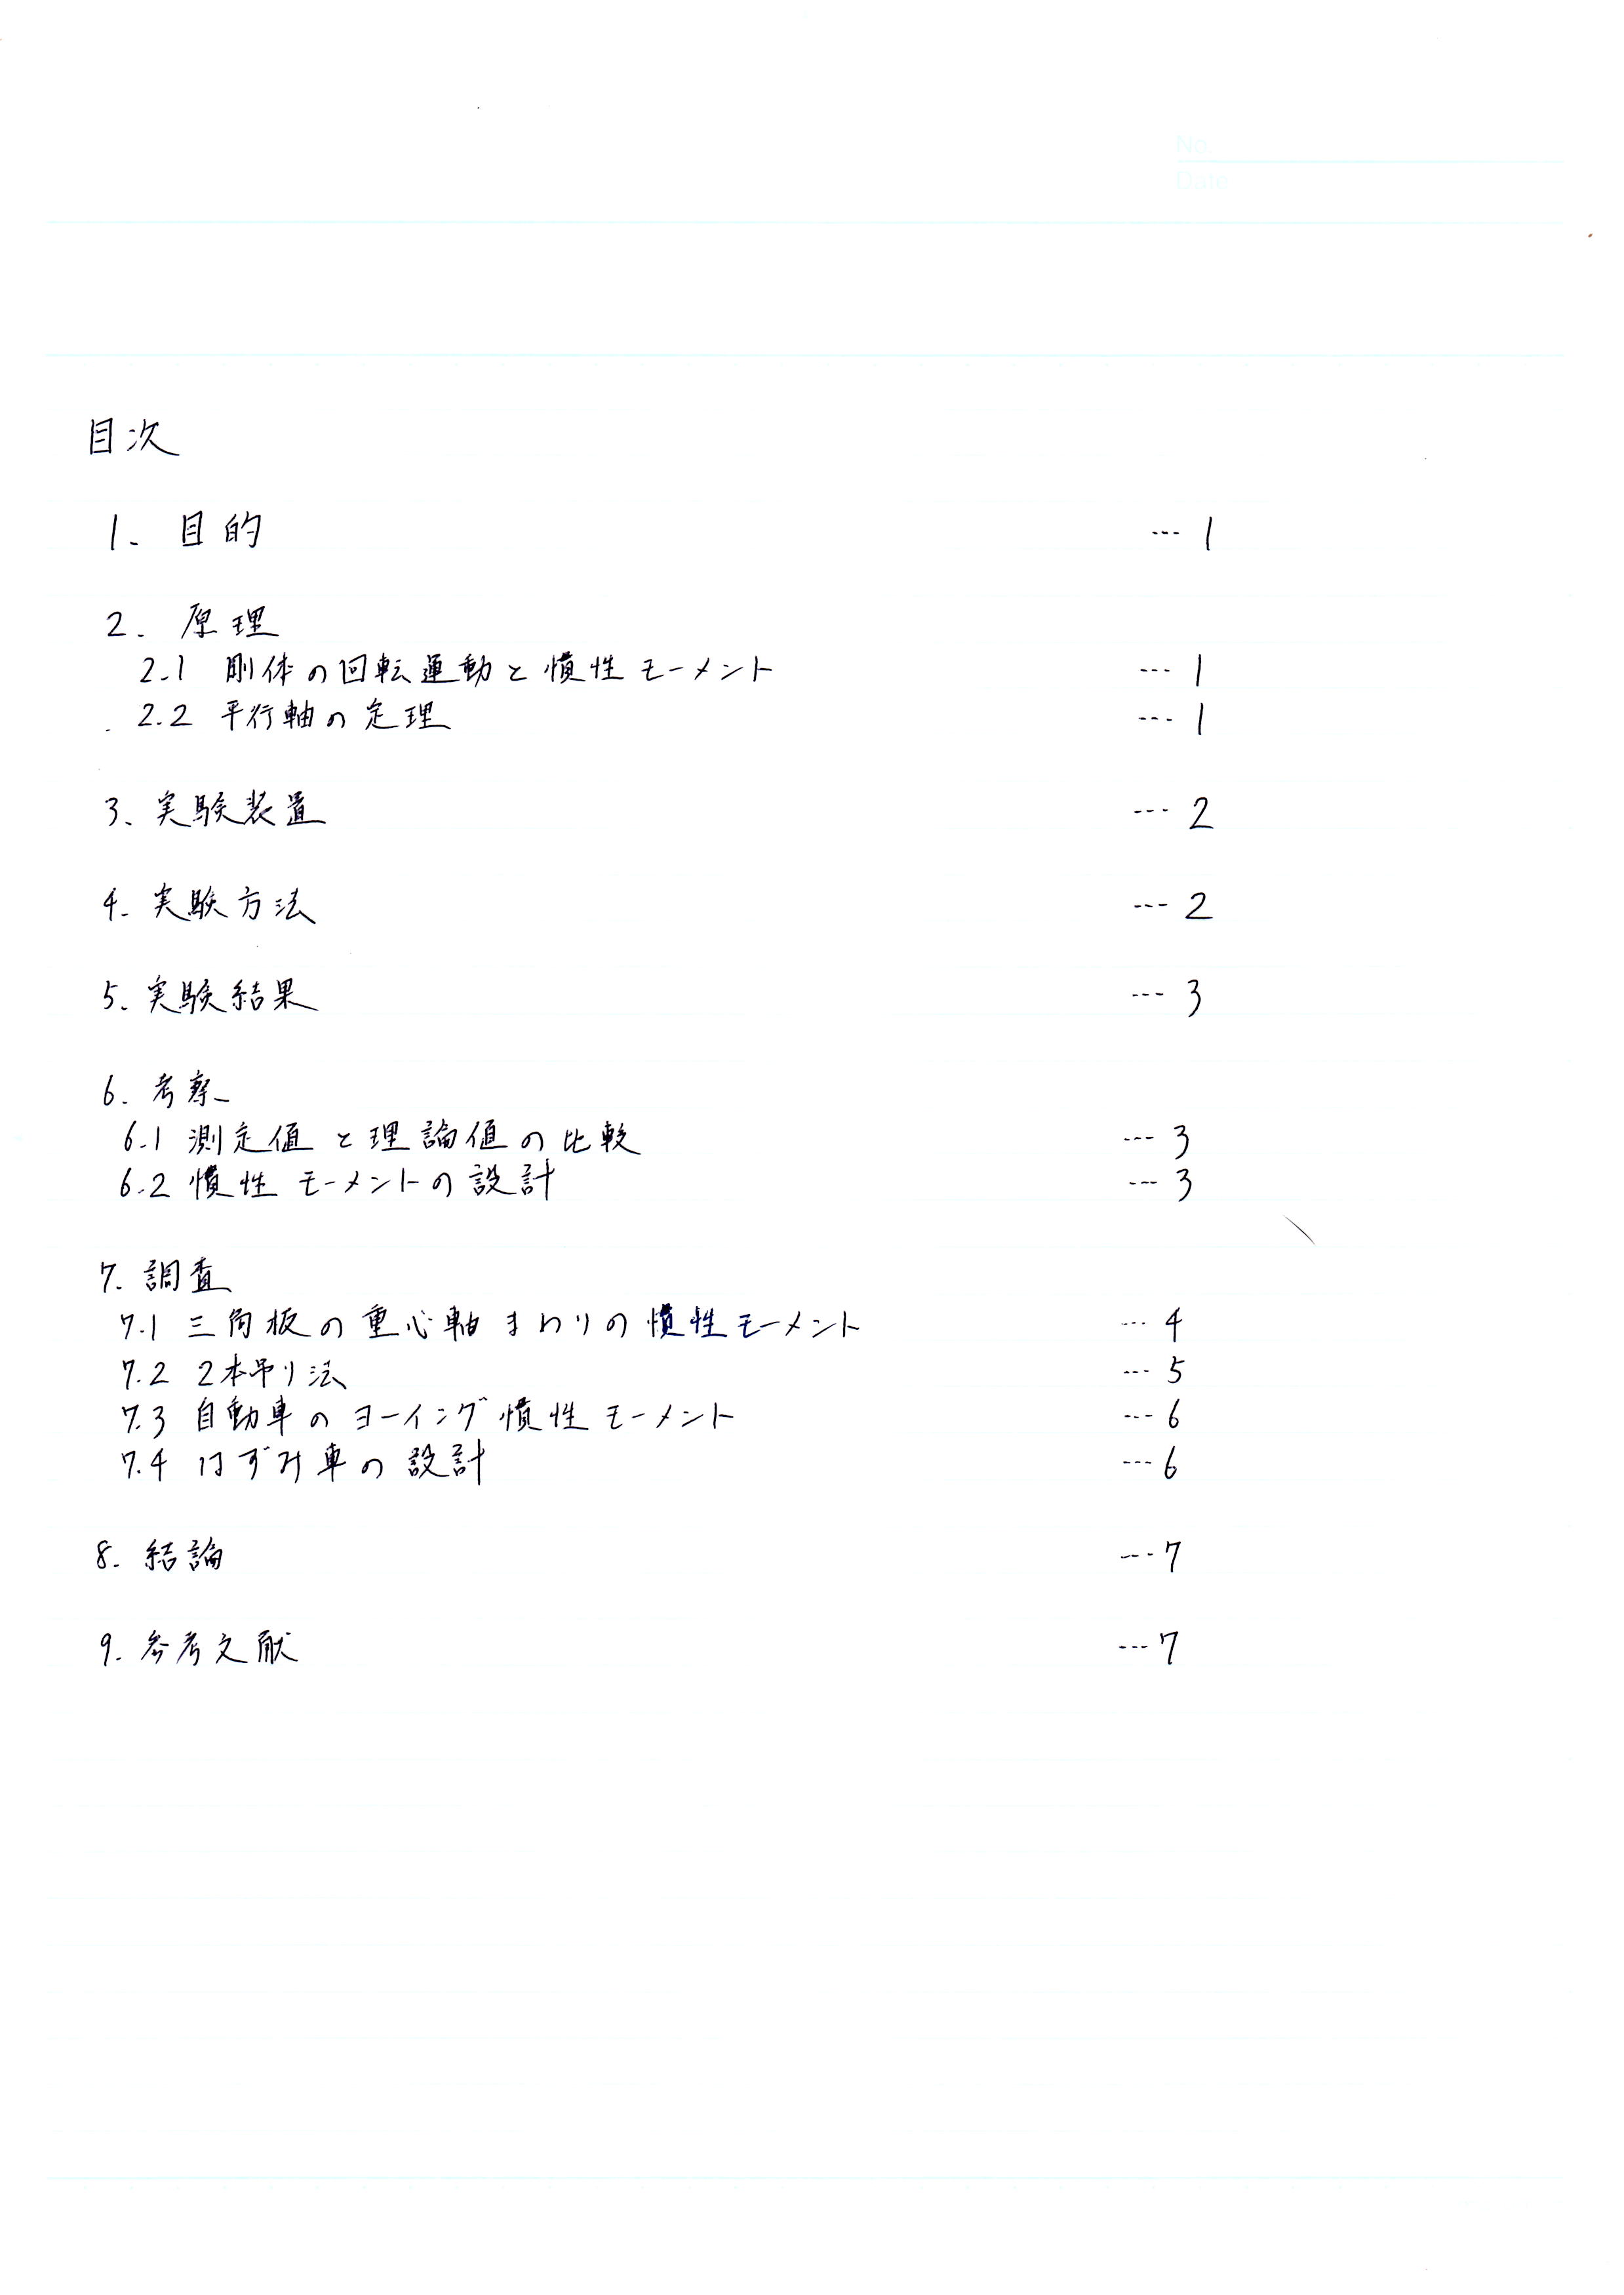 No
Date
目次
1. 目的 --- 1
2. 原理
2.1 剛体の回転運動と慣性モーメント --- 1
2.2 平行軸の定理 --- 1
3. 実験装置 --- 2
4. 実験方法 --- 2
5. 実験結果 --- 3
6. 考察
6.1 測定値と理論値の比較 --- 3
6.2 慣性モーメントの設計 --- 3
7. 調査
7.1 三角板の重心軸まわりの慣性モーメント --- 4
7.2 2本吊り法 --- 5
7.3 自動車のヨーイング慣性モーメント --- 6
7.4 はずみ車の設計 --- 6
8. 結論 --- 7
9. 参考文献 --- 7